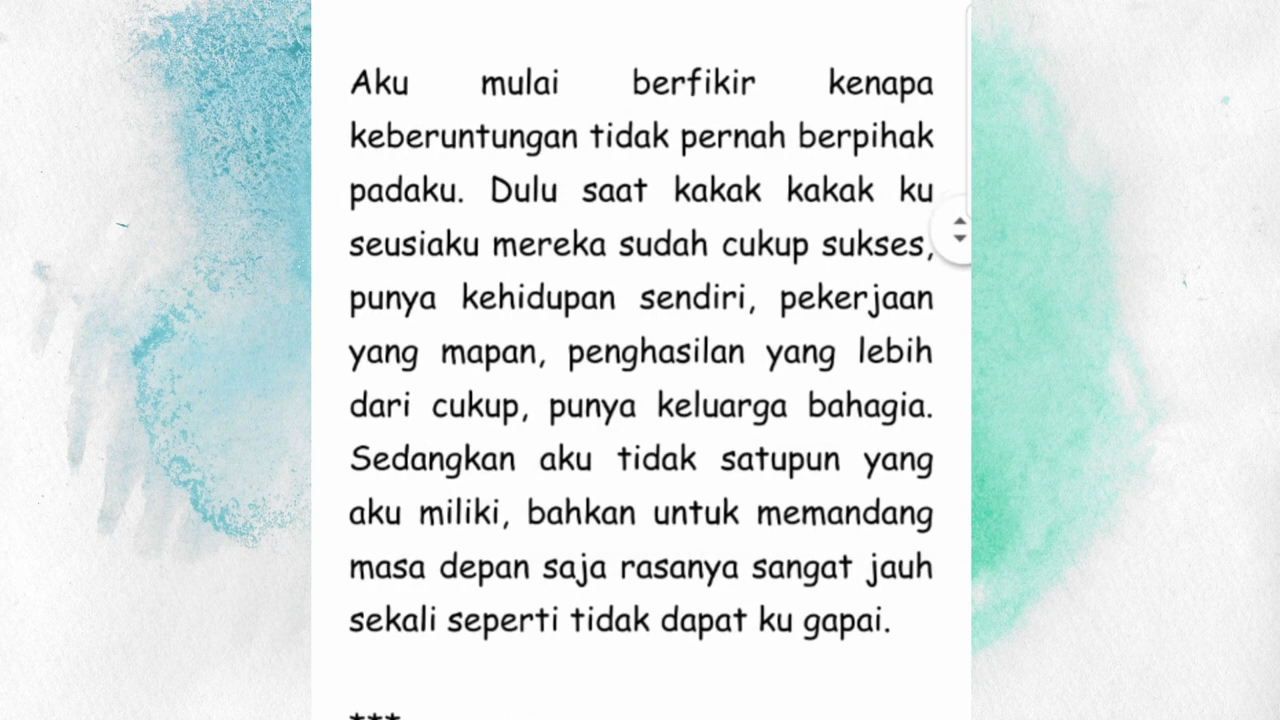 Aku mulai berfikir kenapa
keberuntungan tidak pernah berpihak
padaku. Dulu saat kakak kakak ku
seusiaku mereka sudah cukup sukses,
punya kehidupan sendiri, pekerjaan
yang mapan, penghasilan yang lebih
dari cukup, punya keluarga bahagia.
Sedangkan aku tidak satupun yang
aku miliki, bahkan untuk memandang
masa depan saja rasanya sangat jauh
sekali seperti tidak dapat ku gapai.
***